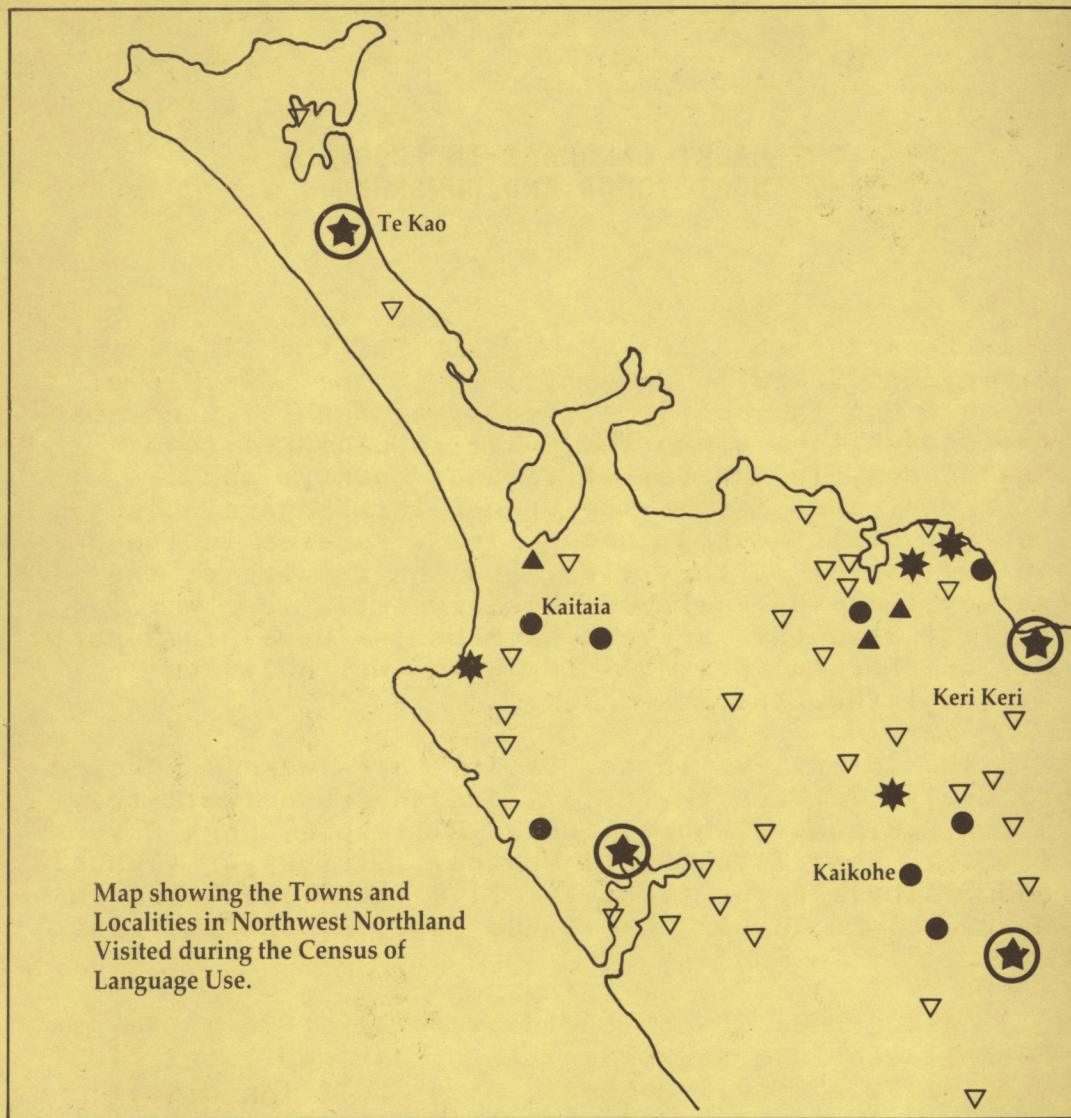 Te Kao
Kaitaia
Keri Keri
Kaikohe
Map showing the Towns and
Localities in Northwest Northland
Visited during the Census of
Language Use.